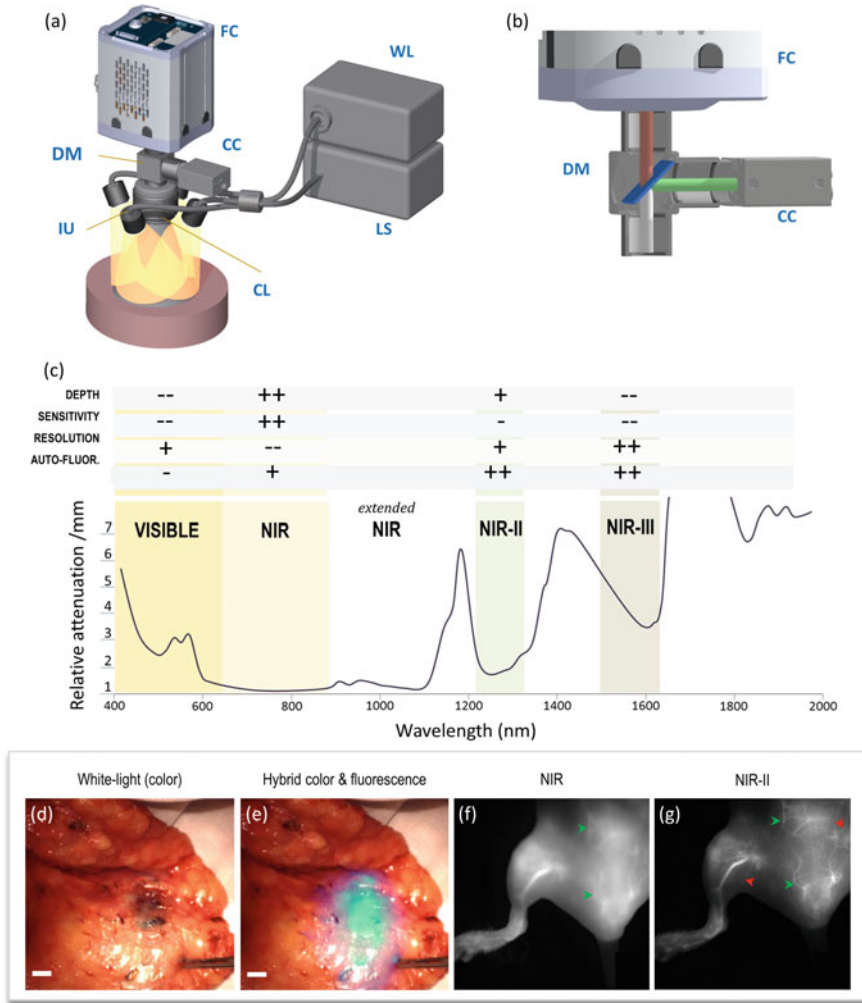 (a)
FC
WL
DM
CC
IU
LS
CL
(b)
FC
DM
CC
(c)
DEPTH -- ++ + --
SENSITIVITY -- ++ - --
RESOLUTION + -- + ++
AUTO-FLUOR. - + ++ ++
VISIBLE NIR extended NIR NIR-II NIR-III
Relative attenuation /mm
7
6
5
4
3
2
1
400 600 800 1000 1200 1400 1600 1800 2000
Wavelength (nm)
White-light (color) Hybrid color & fluorescence NIR NIR-II
(d) (e) (f) (g)